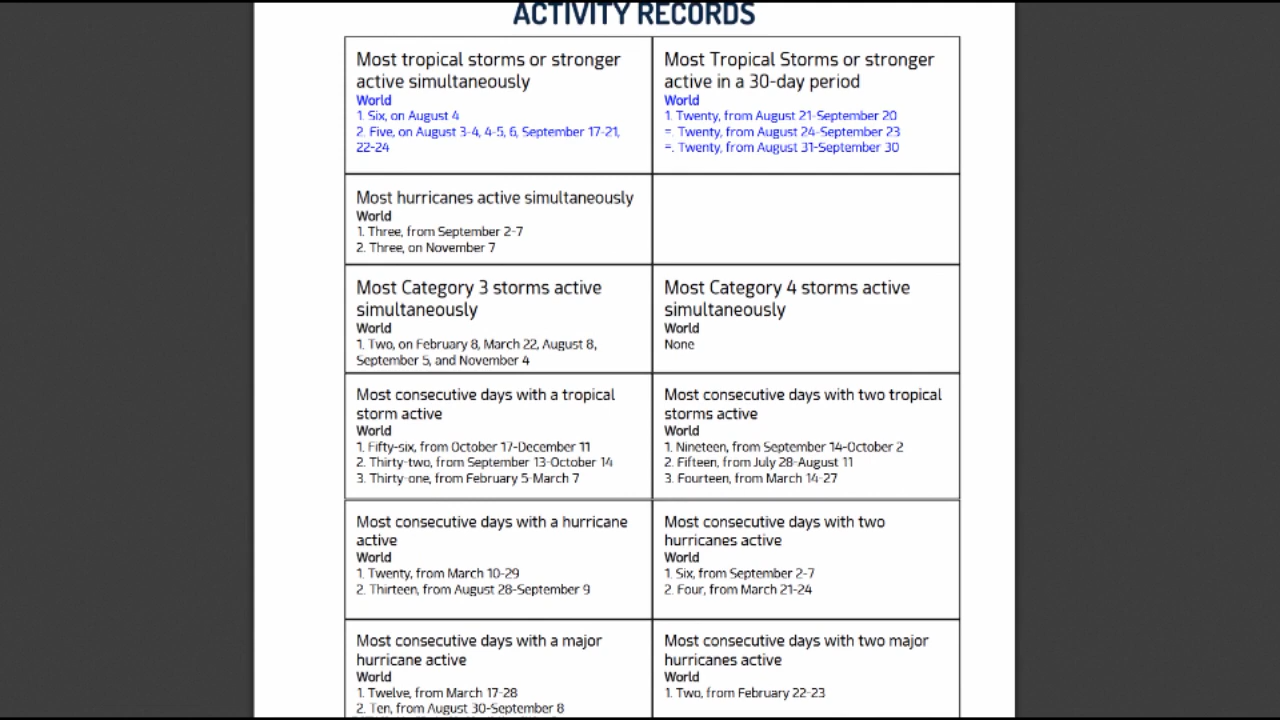 ACTIVITY RECORDS
Most tropical storms or stronger
active simultaneously
World
1. Six, on August 4
2. Five, on August 3-4, 4-5, 6, September 17-21,
22-24
Most Tropical Storms or stronger
active in a 30-day period
World
1. Twenty, from August 21-September 20
=. Twenty, from August 24-September 23
=. Twenty, from August 31-September 30
Most hurricanes active simultaneously
World
1. Three, from September 2-7
2. Three, on November 7
Most Category 3 storms active
simultaneously
World
1. Two, on February 8, March 22, August 8,
September 5, and November 4
Most Category 4 storms active
simultaneously
World
None
Most consecutive days with a tropical
storm active
World
1. Fifty-six, from October 17-December 11
2. Thirty-two, from September 13-October 14
3. Thirty-one, from February 5-March 7
Most consecutive days with two tropical
storms active
World
1. Nineteen, from September 14-October 2
2. Fifteen, from July 28-August 11
3. Fourteen, from March 14-27
Most consecutive days with a hurricane
active
World
1. Twenty, from March 10-29
2. Thirteen, from August 28-September 9
Most consecutive days with two
hurricanes active
World
1. Six, from September 2-7
2. Four, from March 21-24
Most consecutive days with a major
hurricane active
World
1. Twelve, from March 17-28
2. Ten, from August 30-September 8
Most consecutive days with two major
hurricanes active
World
1. Two, from February 22-23